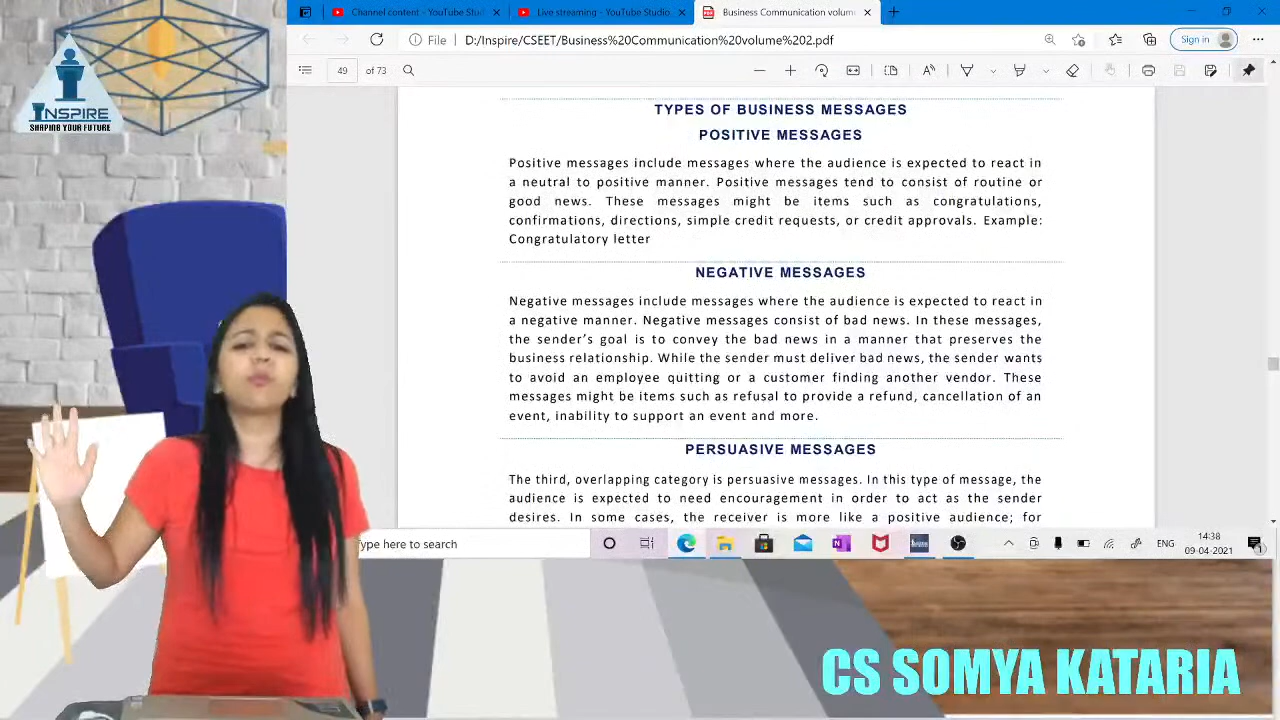 Channel content - YouTube Studi
Live streaming - YouTube Studio
Business Communication volum
File
D:/Inspire/CSEET/Business%20Communication%20volume%202.pdf
Sign in
49 of 73
INSPIRE
SHAPING YOUR FUTURE
TYPES OF BUSINESS MESSAGES
POSITIVE MESSAGES
Positive messages include messages where the audience is expected to react in
a neutral to positive manner. Positive messages tend to consist of routine or
good news. These messages might be items such as congratulations,
confirmations, directions, simple credit requests, or credit approvals. Example:
Congratulatory letter
NEGATIVE MESSAGES
Negative messages include messages where the audience is expected to react in
a negative manner. Negative messages consist of bad news. In these messages,
the sender's goal is to convey the bad news in a manner that preserves the
business relationship. While the sender must deliver bad news, the sender wants
to avoid an employee quitting or a customer finding another vendor. These
messages might be items such as refusal to provide a refund, cancellation of an
event, inability to support an event and more.
PERSUASIVE MESSAGES
The third, overlapping category is persuasive messages. In this type of message, the
audience is expected to need encouragement in order to act as the sender
desires. In some cases, the receiver is more like a positive audience; for
ype here to search
ENG
14:38
09-04-2021
CS SOMYA KATARIA